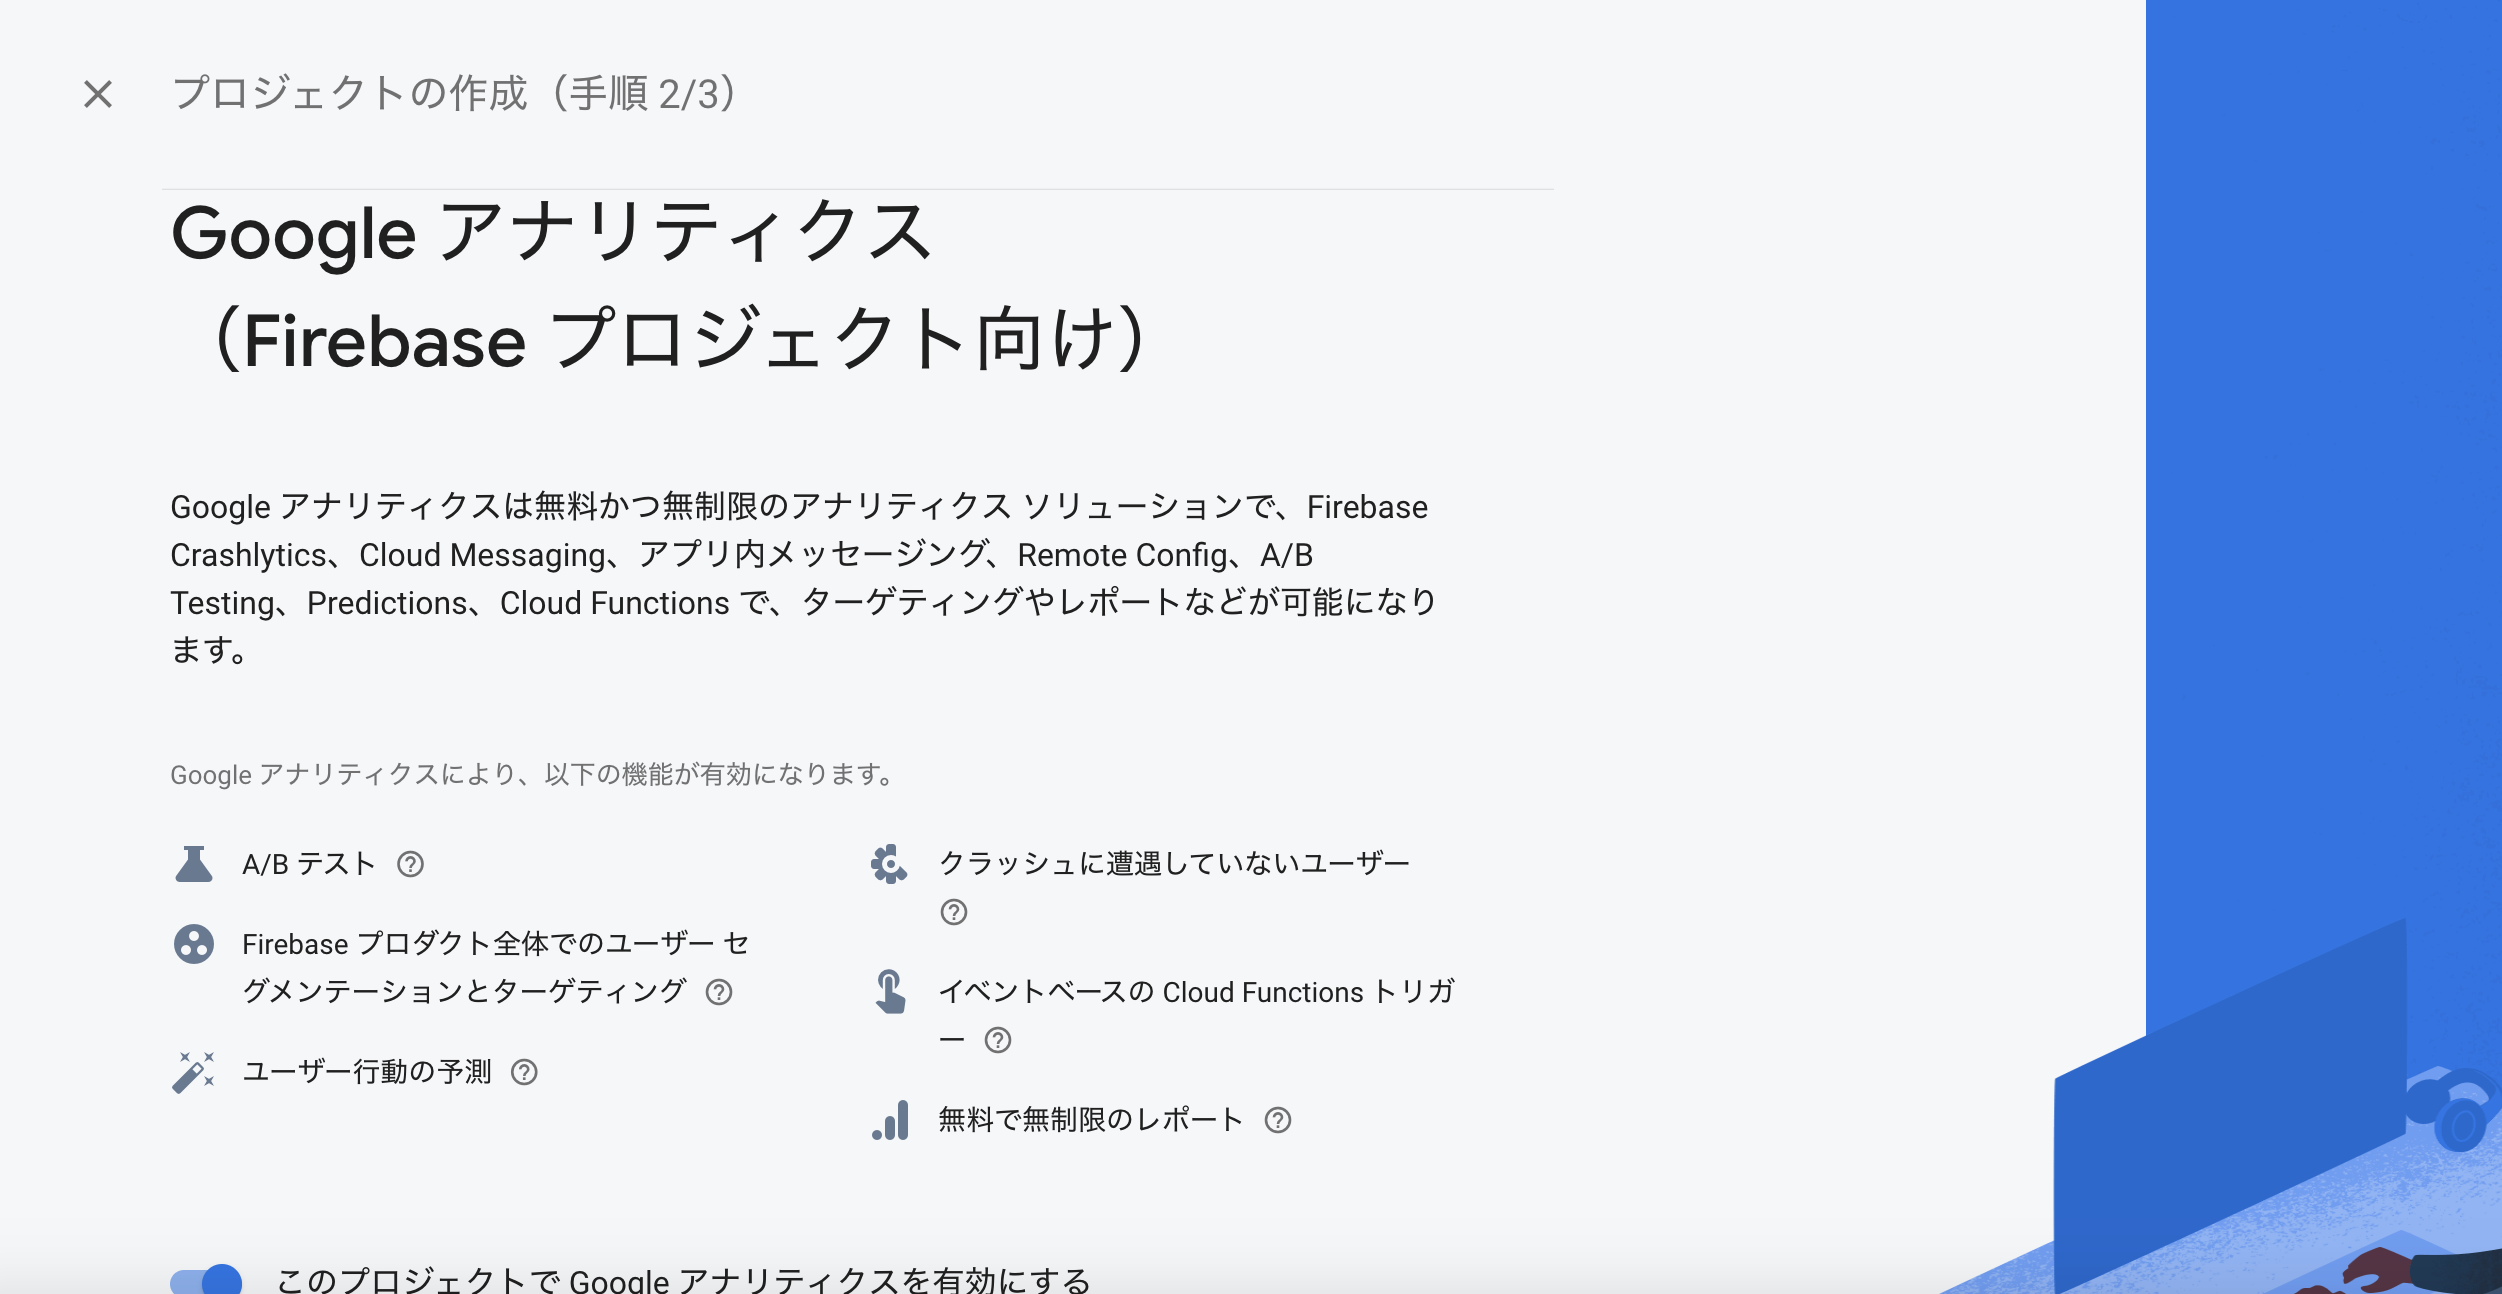 プロジェクトの作成（手順 2/3）
Google アナリティクス
（Firebase プロジェクト向け）
Google アナリティクスは無料かつ無制限のアナリティクス ソリューションで、Firebase
Crashlytics、Cloud Messaging、アプリ内メッセージング、Remote Config、A/B
Testing、Predictions、Cloud Functions で、ターゲティングやレポートなどが可能になり
ます。
Google アナリティクスにより、以下の機能が有効になります。
A/B テスト
Firebase プロダクト全体でのユーザー セ
グメンテーションとターゲティング
ユーザー行動の予測
クラッシュに遭遇していないユーザー
イベントベースの Cloud Functions トリガ
ー
無料で無制限のレポート
このプロジェクトで Google アナリティクスを有効にする